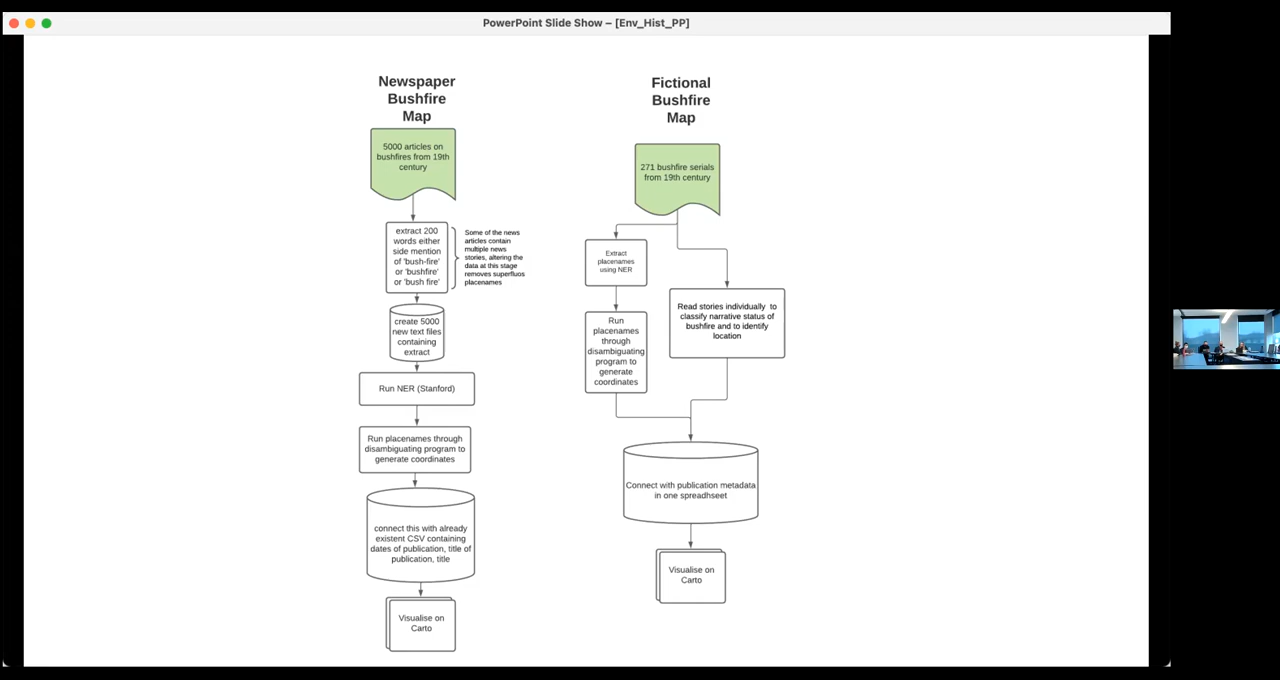 PowerPoint Slide Show – [Env_Hist_PP]
Newspaper
Bushfire
Map
5000 articles on
bushfires from 19th
century
extract 200
words either
side mention
of 'bush-fire'
or 'bushfire'
or 'bush fire'
Some of the news
articles contain
multiple news
stories, altering the
data at this stage
removes superfluos
placenames
create 5000
new text files
containing
extract
Run NER (Stanford)
Run placenames through
disambiguating program to
generate coordinates
connect this with already
existent CSV containing
dates of publication, title of
publication, title
Visualise on
Carto
Fictional
Bushfire
Map
271 bushfire serials
from 19th century
Extract
placenames
using NER
Run
placenames
through
disambiguating
program to
generate
coordinates
Read stories individually to
classify narrative status of
bushfire and to identify
location
Connect with publication metadata
in one spreadhseet
Visualise on
Carto